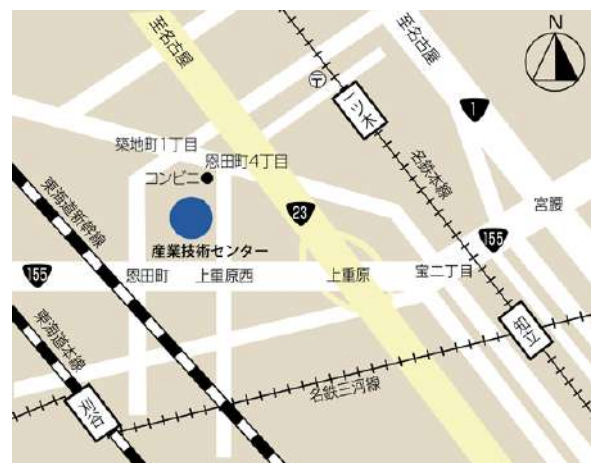 至名古屋
至名古屋
N
〒
一ツ木
1
築地町1丁目
恩田町4丁目
コンビニ
名鉄本線
東海道新幹線
23
宮腰
155
産業技術センター
155
恩田町
上重原西
上重原
宝二丁目
東海道本線
知立
名鉄三河線
刈谷